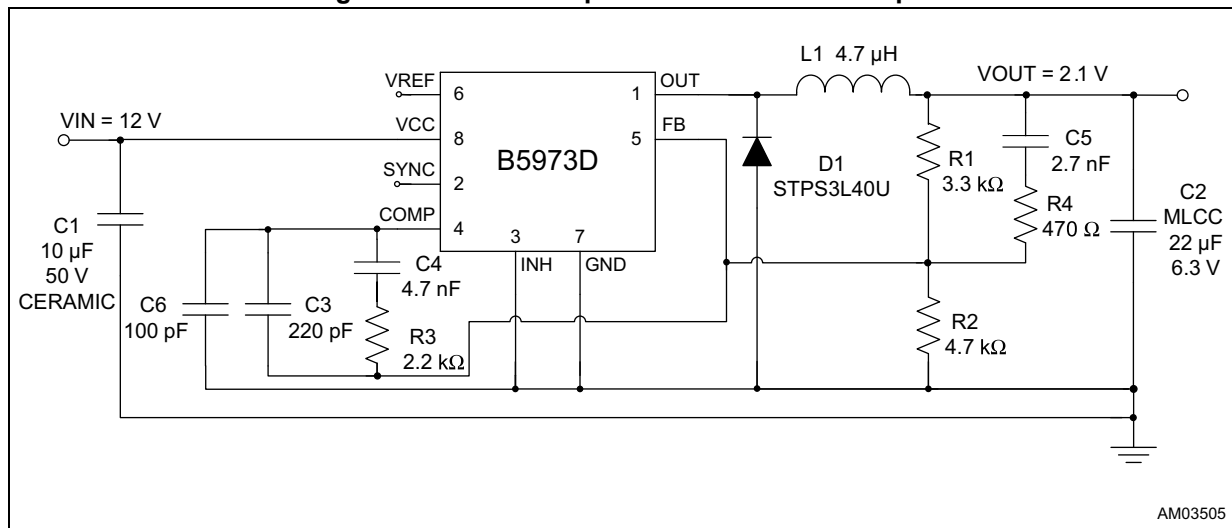 L1 4.7 µH
VREF
6
1
OUT
VOUT = 2.1 V
VIN = 12 V
VCC
8
5
FB
B5973D
SYNC
2
COMP
4
3
INH
7
GND
D1
STPS3L40U
R1
3.3 kΩ
C5
2.7 nF
R4
470 Ω
C2
MLCC
22 µF
6.3 V
C1
10 µF
50 V
CERAMIC
C6
100 pF
C3
220 pF
C4
4.7 nF
R3
2.2 kΩ
R2
4.7 kΩ
AM03505